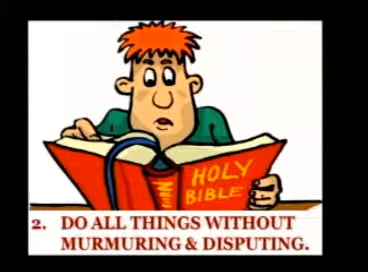 HOLY
BIBLE
2. DO ALL THINGS WITHOUT
MURMURING & DISPUTING.